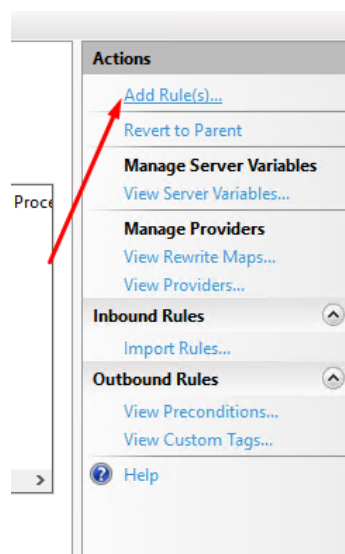 Actions
Add Rule(s)...
Revert to Parent
Manage Server Variables
View Server Variables...
Proce
Manage Providers
View Rewrite Maps...
View Providers...
Inbound Rules
Import Rules...
Outbound Rules
View Preconditions...
View Custom Tags...
Help